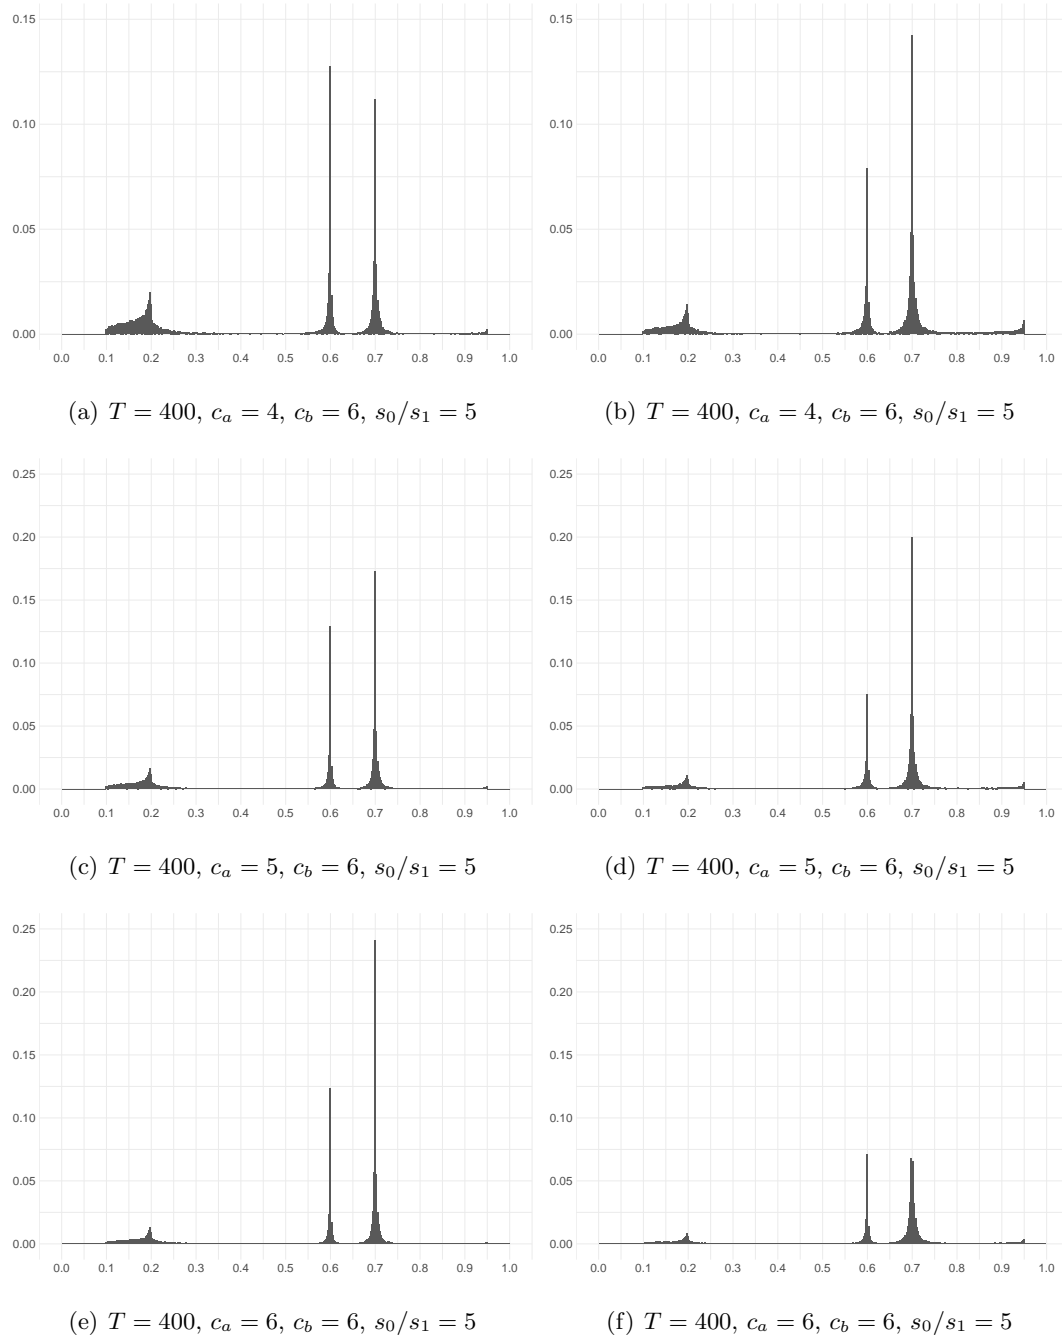 0.15 0.15
0.10 0.10
0.05 0.05
0.00 0.00
0.0 0.1 0.2 0.3 0.4 0.5 0.6 0.7 0.8 0.9 1.0 0.0 0.1 0.2 0.3 0.4 0.5 0.6 0.7 0.8 0.9 1.0
(a) T = 400, c_a = 4, c_b = 6, s_0/s_1 = 5 (b) T = 400, c_a = 4, c_b = 6, s_0/s_1 = 5
0.25 0.25
0.20 0.20
0.15 0.15
0.10 0.10
0.05 0.05
0.00 0.00
0.0 0.1 0.2 0.3 0.4 0.5 0.6 0.7 0.8 0.9 1.0 0.0 0.1 0.2 0.3 0.4 0.5 0.6 0.7 0.8 0.9 1.0
(c) T = 400, c_a = 5, c_b = 6, s_0/s_1 = 5 (d) T = 400, c_a = 5, c_b = 6, s_0/s_1 = 5
0.25 0.25
0.20 0.20
0.15 0.15
0.10 0.10
0.05 0.05
0.00 0.00
0.0 0.1 0.2 0.3 0.4 0.5 0.6 0.7 0.8 0.9 1.0 0.0 0.1 0.2 0.3 0.4 0.5 0.6 0.7 0.8 0.9 1.0
(e) T = 400, c_a = 6, c_b = 6, s_0/s_1 = 5 (f) T = 400, c_a = 6, c_b = 6, s_0/s_1 = 5